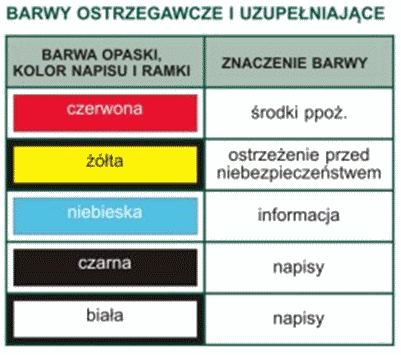 BARWY OSTRZEGAWCZE I UZUPEŁNIAJĄCE
BARWA OPASKI,
KOLOR NAPISU I RAMKI
ZNACZENIE BARWY
czerwona
środki ppoż.
żółta
ostrzeżenie przed
niebezpieczeństwem
niebieska
informacja
czarna
napisy
biała
napisy